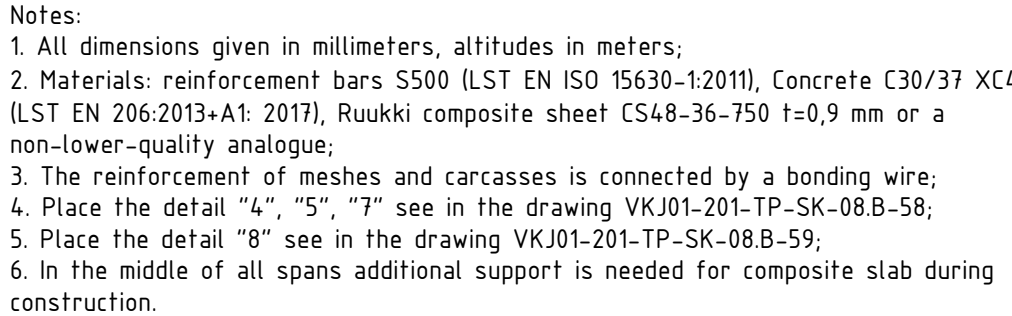 Notes:
1. All dimensions given in millimeters, altitudes in meters;
2. Materials: reinforcement bars S500 (LST EN ISO 15630-1:2011), Concrete C30/37 XC4
(LST EN 206:2013+A1: 2017), Ruukki composite sheet CS48-36-750 t=0,9 mm or a
non-lower-quality analogue;
3. The reinforcement of meshes and carcasses is connected by a bonding wire;
4. Place the detail "4", "5", "7" see in the drawing VKJ01-201-TP-SK-08.B-58;
5. Place the detail "8" see in the drawing VKJ01-201-TP-SK-08.B-59;
6. In the middle of all spans additional support is needed for composite slab during
construction.